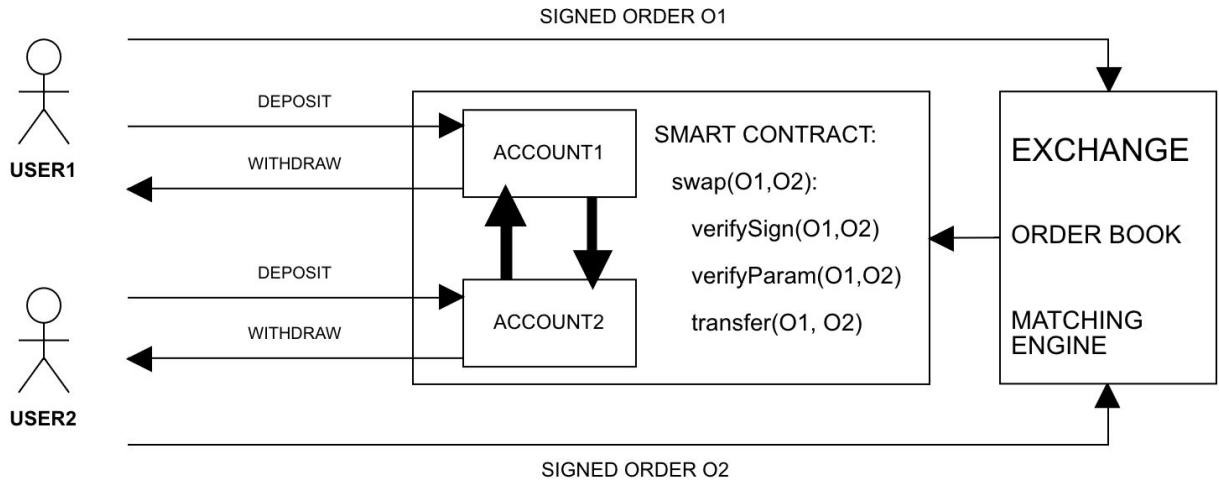 SIGNED ORDER O1
USER1
DEPOSIT
WITHDRAW
ACCOUNT1
SMART CONTRACT:
swap(O1,O2):
verifySign(O1,O2)
verifyParam(O1,O2)
transfer(O1, O2)
EXCHANGE
ORDER BOOK
MATCHING
ENGINE
DEPOSIT
WITHDRAW
ACCOUNT2
USER2
SIGNED ORDER O2